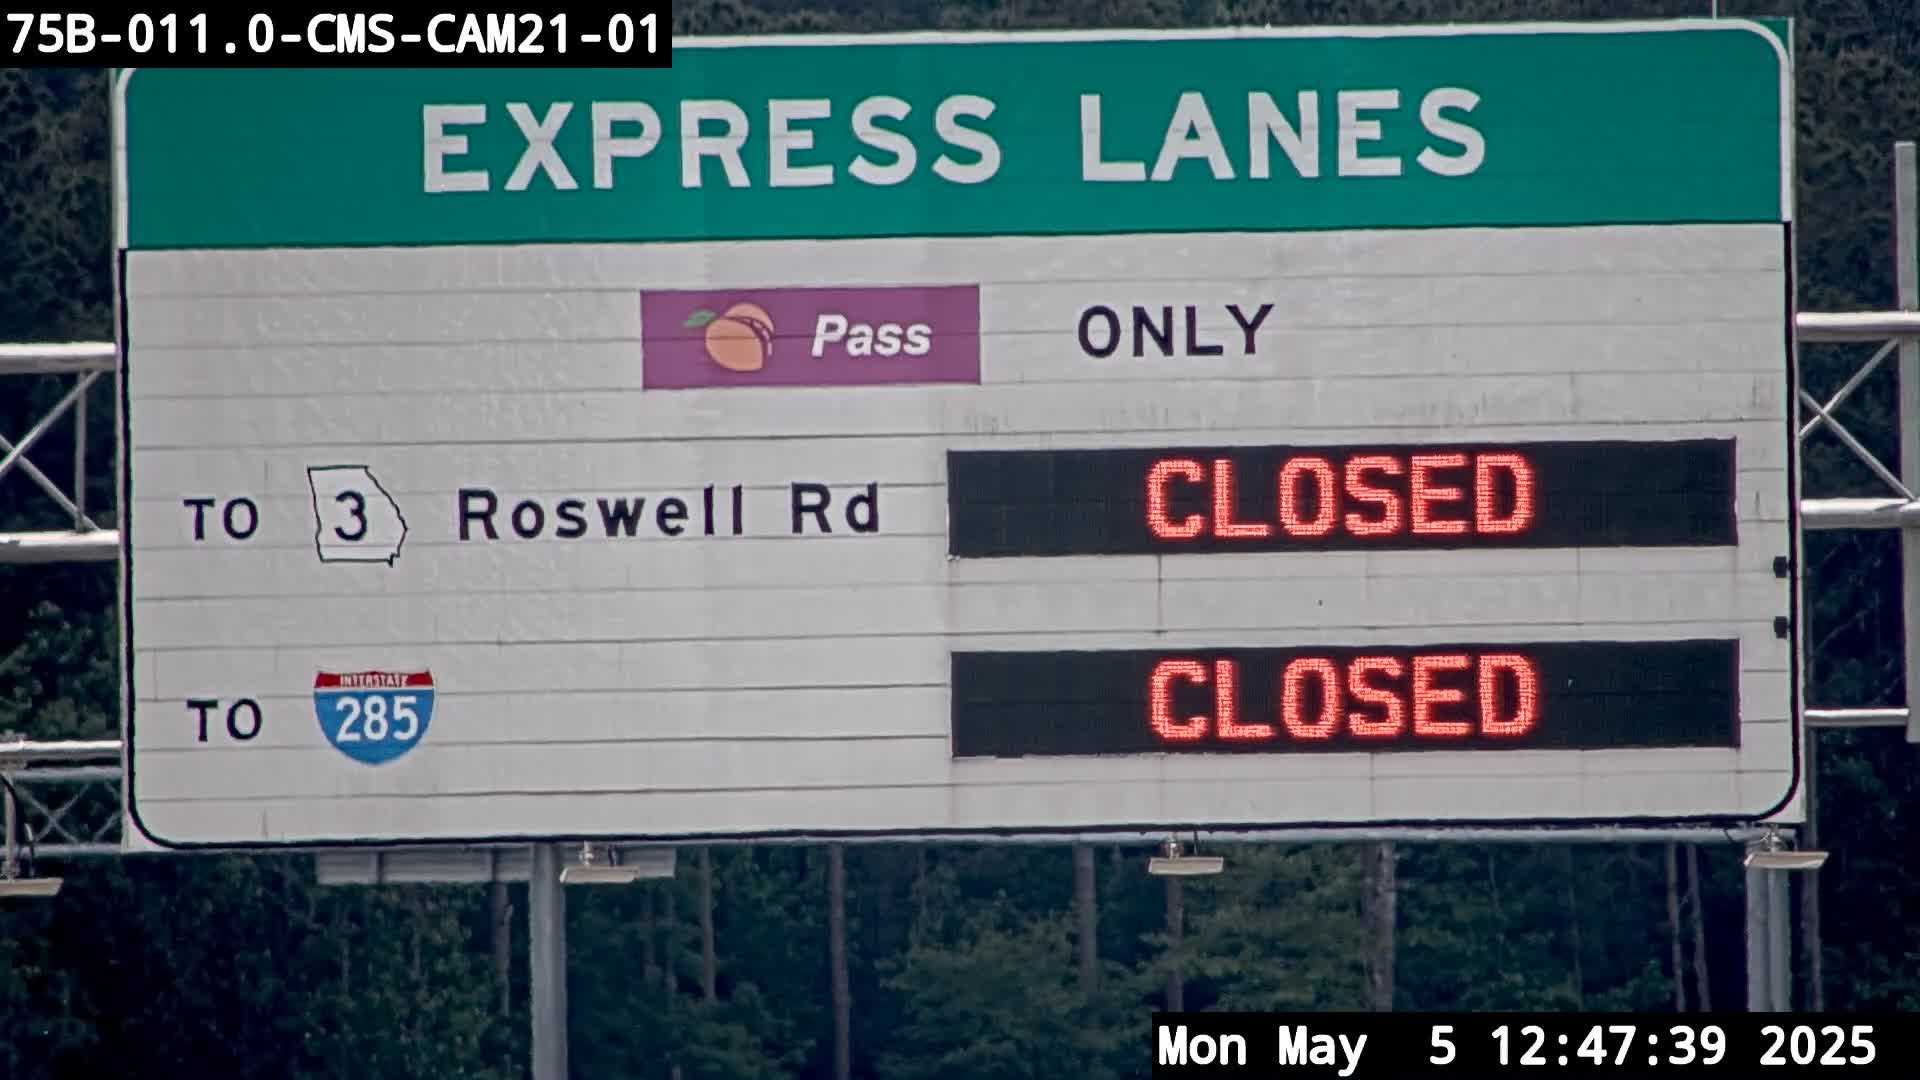 75B-011.0-CMS-CAM21-01
EXPRESS LANES
Pass ONLY
TO 3 Roswell Rd CLOSED
TO INTERSTATE 285 CLOSED
Mon May 5 12:47:39 2025